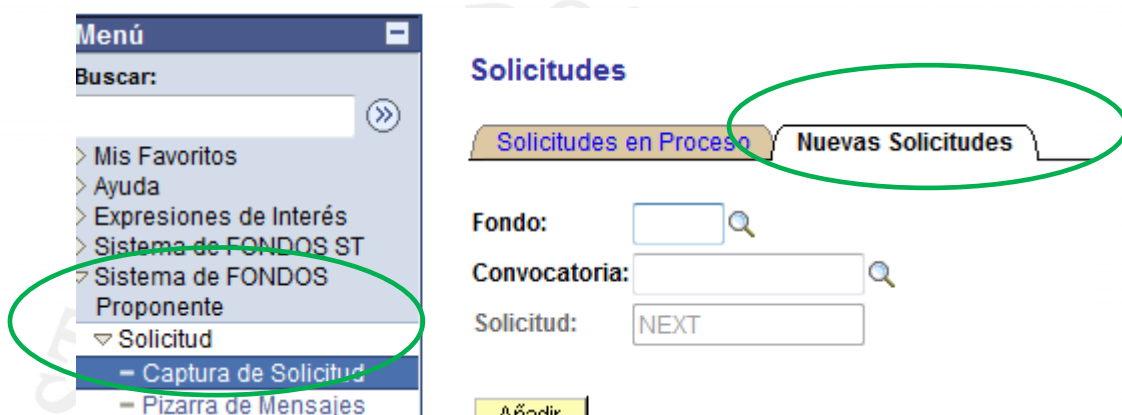 Menú
Buscar:
Mis Favoritos
Ayuda
Expresiones de Interés
Sistema de FONDOS ST
Sistema de FONDOS
Proponente
Solicitud
Captura de Solicitud
Pizarra de Mensajes
Solicitudes
Solicitudes en Proceso
Nuevas Solicitudes
Fondo:
Convocatoria:
Solicitud: NEXT
Añadir